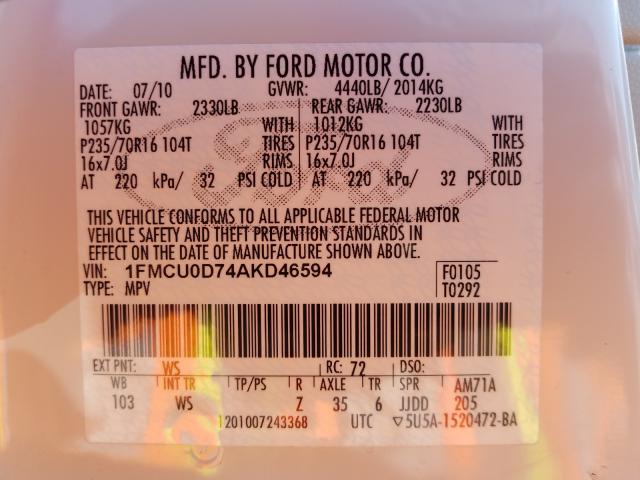 MFD. BY FORD MOTOR CO.
DATE: 07/10 GVWR: 4440LB/ 2014KG
FRONT GAWR: 2330LB REAR GAWR: 2230LB
1057KG WITH 1012KG WITH
P235/70R16 104T TIRES P235/70R16 104T TIRES
16x7.0J RIMS 16x7.0J RIMS
AT 220 kPa/ 32 PSI COLD AT 220 kPa/ 32 PSI COLD
THIS VEHICLE CONFORMS TO ALL APPLICABLE FEDERAL MOTOR
VEHICLE SAFETY AND THEFT PREVENTION STANDARDS IN
EFFECT ON THE DATE OF MANUFACTURE SHOWN ABOVE.
VIN: 1FMCU0D74AKD46594 F0105
TYPE: MPV T0292
EXT PNT: WS RC: 72 DSO:
WB INT TR TP/PS R AXLE TR SPR AM71A
103 WS Z 35 6 JJDD 205
1201007243368 UTC ▽5U5A-1520472-BA